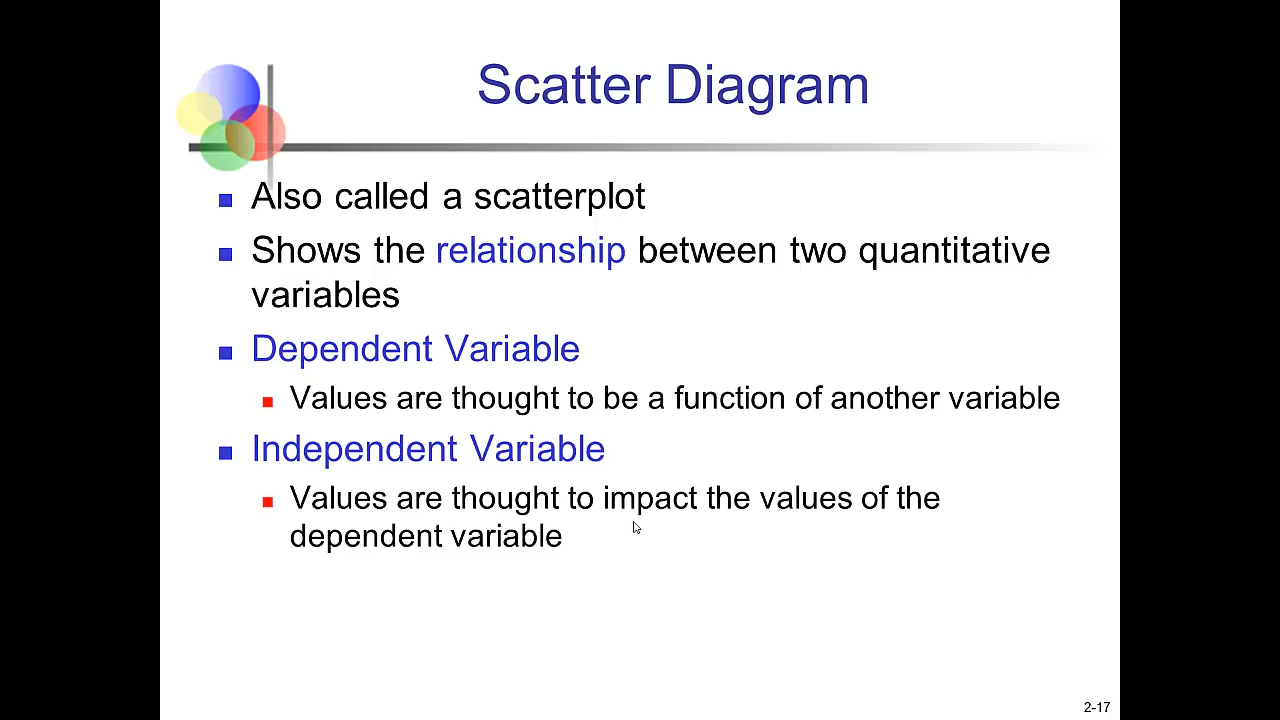 Scatter Diagram
Also called a scatterplot
Shows the relationship between two quantitative
variables
Dependent Variable
Values are thought to be a function of another variable
Independent Variable
Values are thought to impact the values of the
dependent variable
2-17